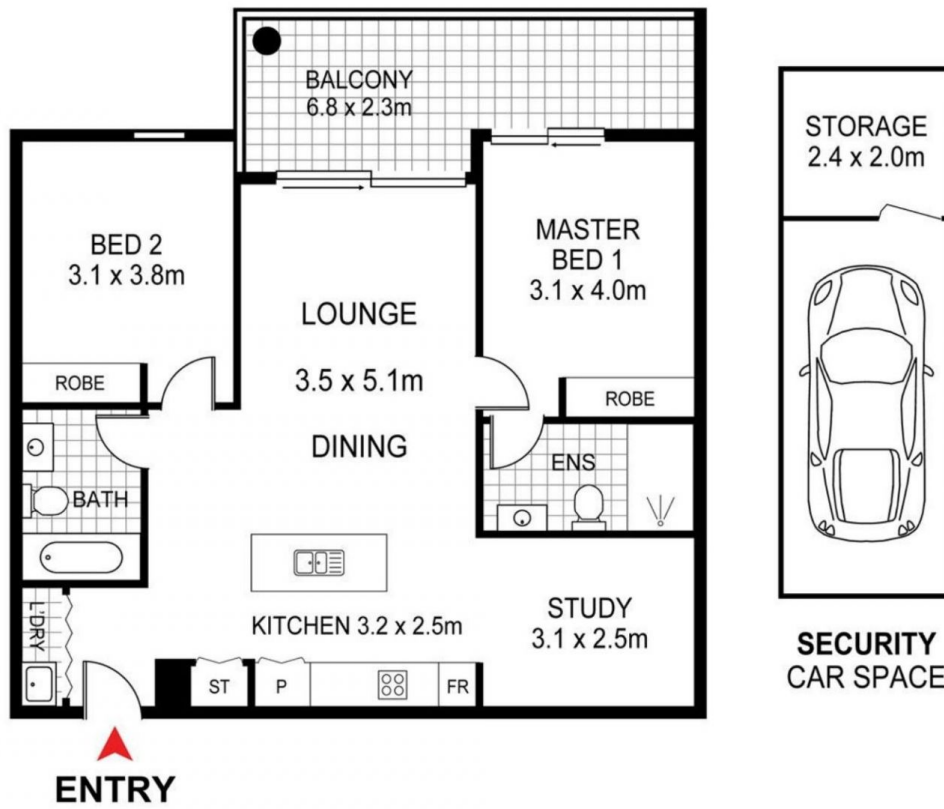 BALCONY
6.8 x 2.3m
STORAGE
2.4 x 2.0m
BED 2
3.1 x 3.8m
MASTER
BED 1
3.1 x 4.0m
LOUNGE
3.5 x 5.1m
DINING
ROBE
ROBE
BATH
ENS
L'DRY
KITCHEN 3.2 x 2.5m
STUDY
3.1 x 2.5m
ST
P
FR
SECURITY
CAR SPACE
ENTRY